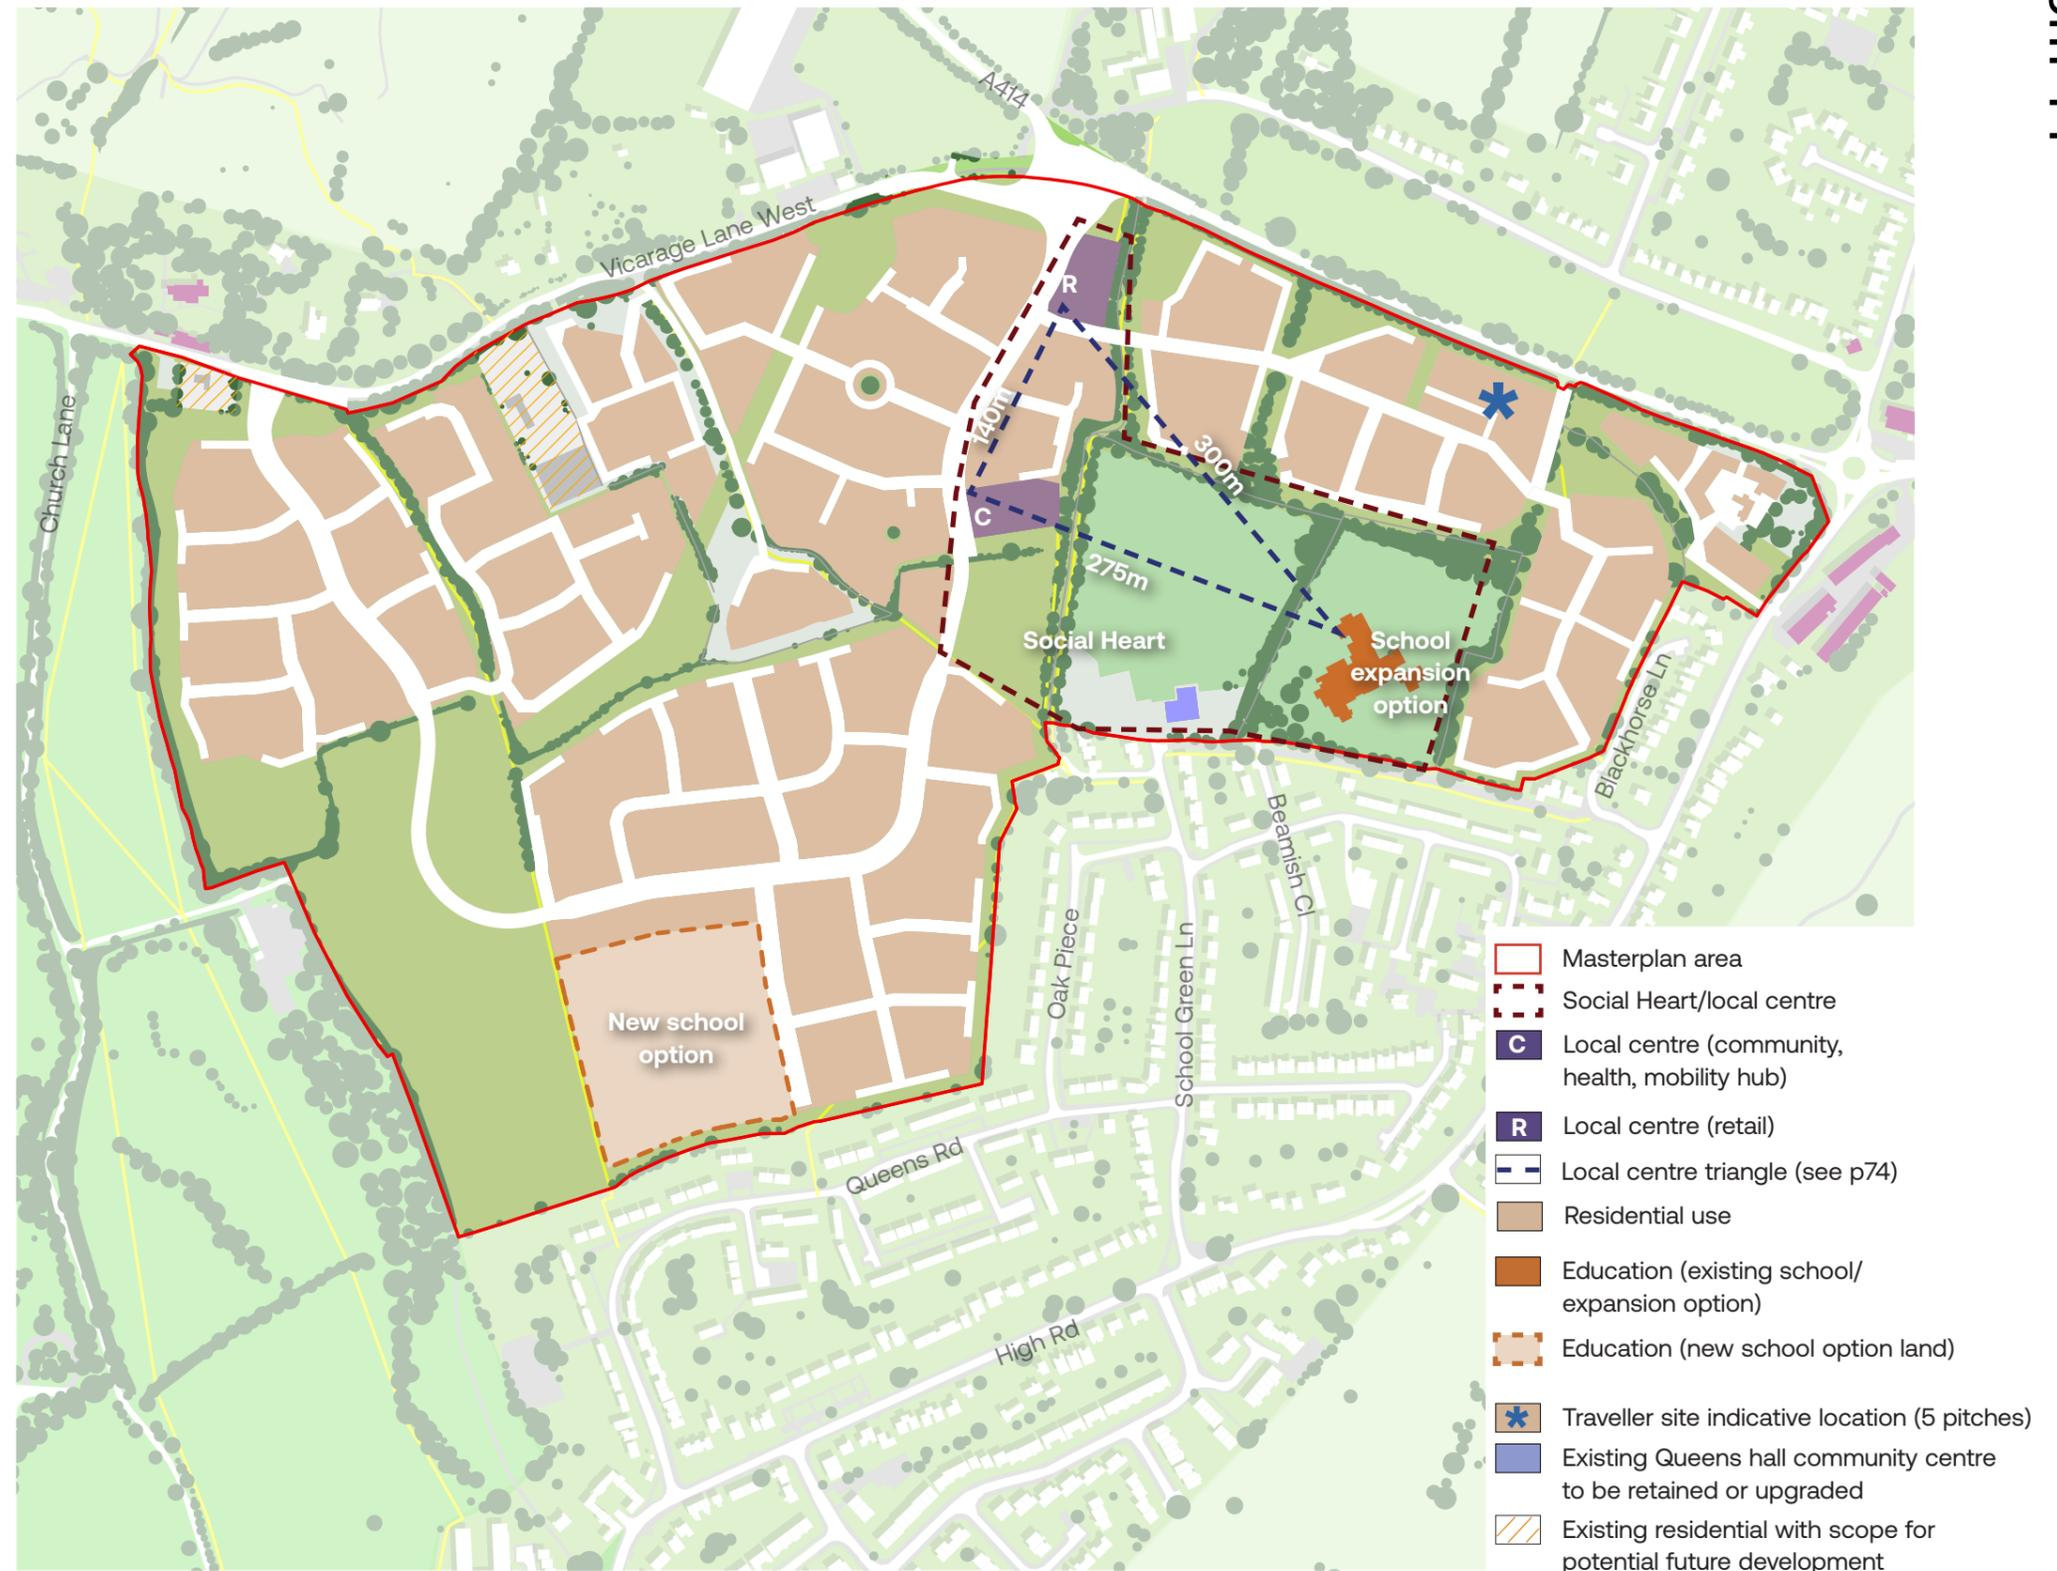 A414
Vicarage Lane West
Church Lane
R
140m
300m
C
275m
Social Heart
School
expansion
option
Blackhorse Ln
Beamish Cl
Oak Piece
School Green Ln
New school
option
Queens Rd
High Rd
Masterplan area
Social Heart/local centre
C
Local centre (community,
health, mobility hub)
R
Local centre (retail)
Local centre triangle (see p74)
Residential use
Education (existing school/
expansion option)
Education (new school option land)
Traveller site indicative location (5 pitches)
Existing Queens hall community centre
to be retained or upgraded
Existing residential with scope for
potential future development